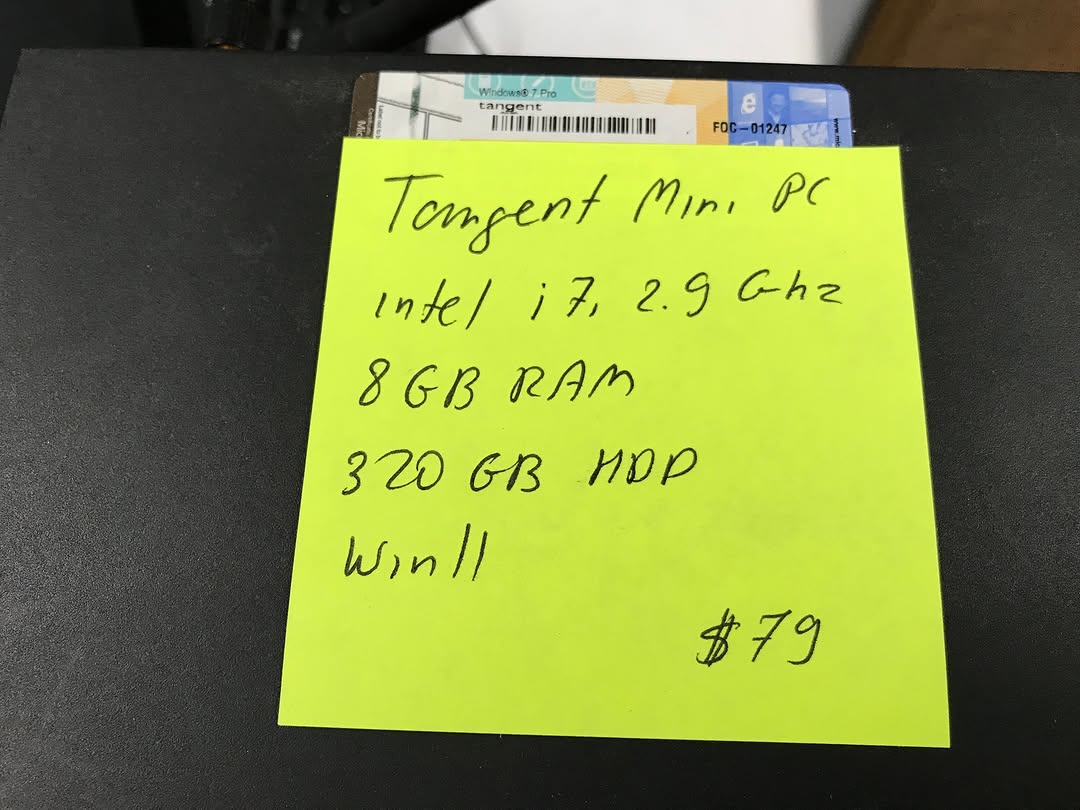 Windows® 7 Pro
tangent
FQC-01247
Tangent Mini PC
intel i7, 2.9 Ghz
8 GB RAM
320 GB HDD
Win11
$79